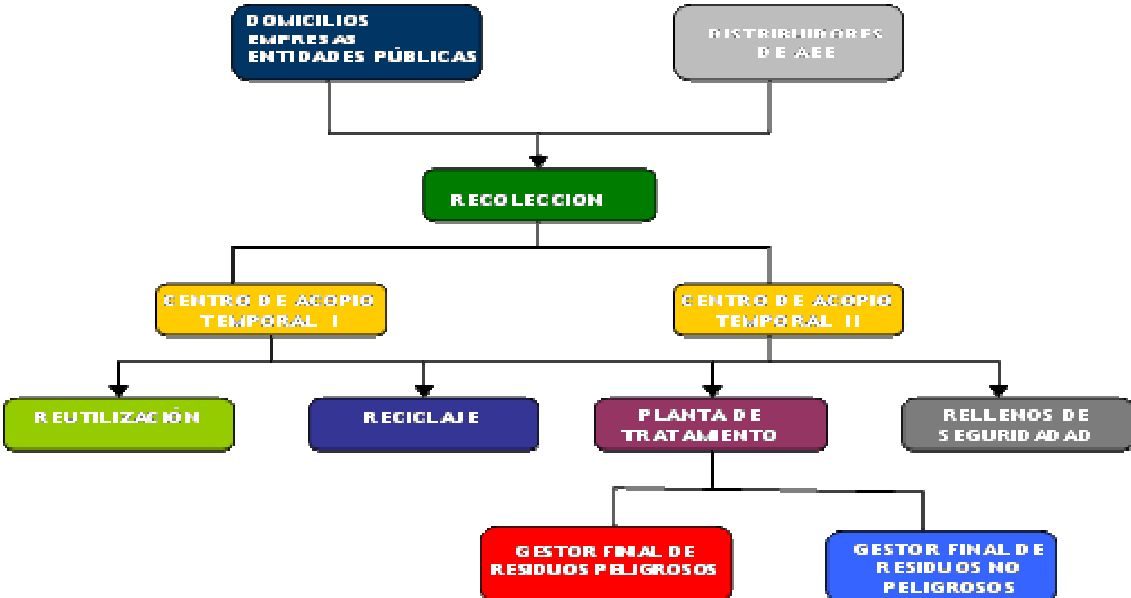 DOMICILIOS
EMPRESAS
ENTIDADES PÚBLICAS
DISTRIBUIDORES
DE AEE
RECOLECCION
CENTRO DE ACOPIO
TEMPORAL I
CENTRO DE ACOPIO
TEMPORAL II
REUTILIZACIÓN
RECICLAJE
PLANTA DE
TRATAMIENTO
RELLENOS DE
SEGURIDADAD
GESTOR FINAL DE
RESIDUOS PELIGROSOS
GESTOR FINAL DE
RESIDUOS NO
PELIGROSOS